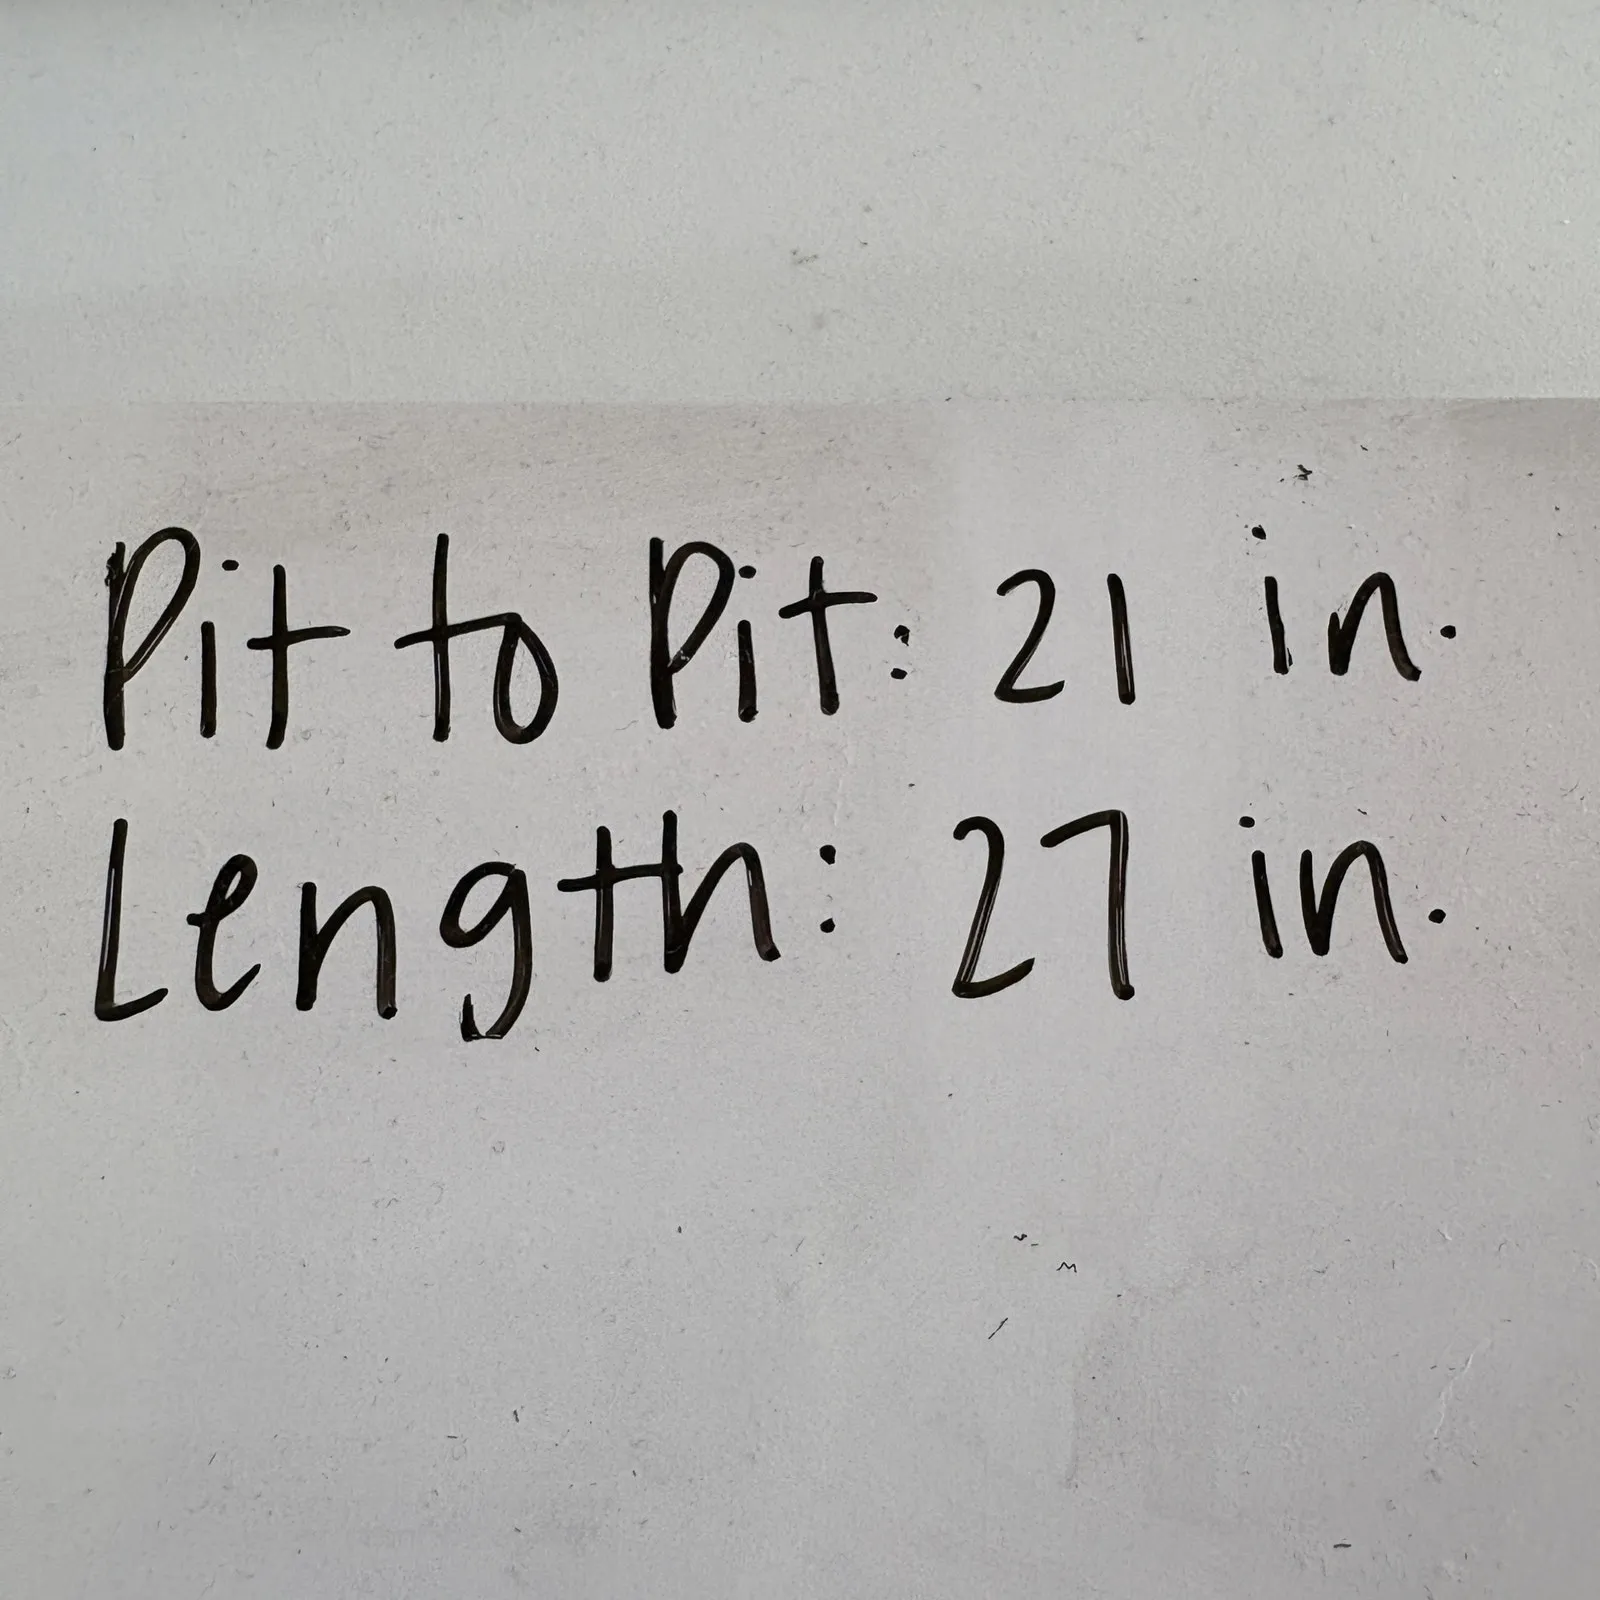 Pit to Pit: 21 in.
Length: 27 in.